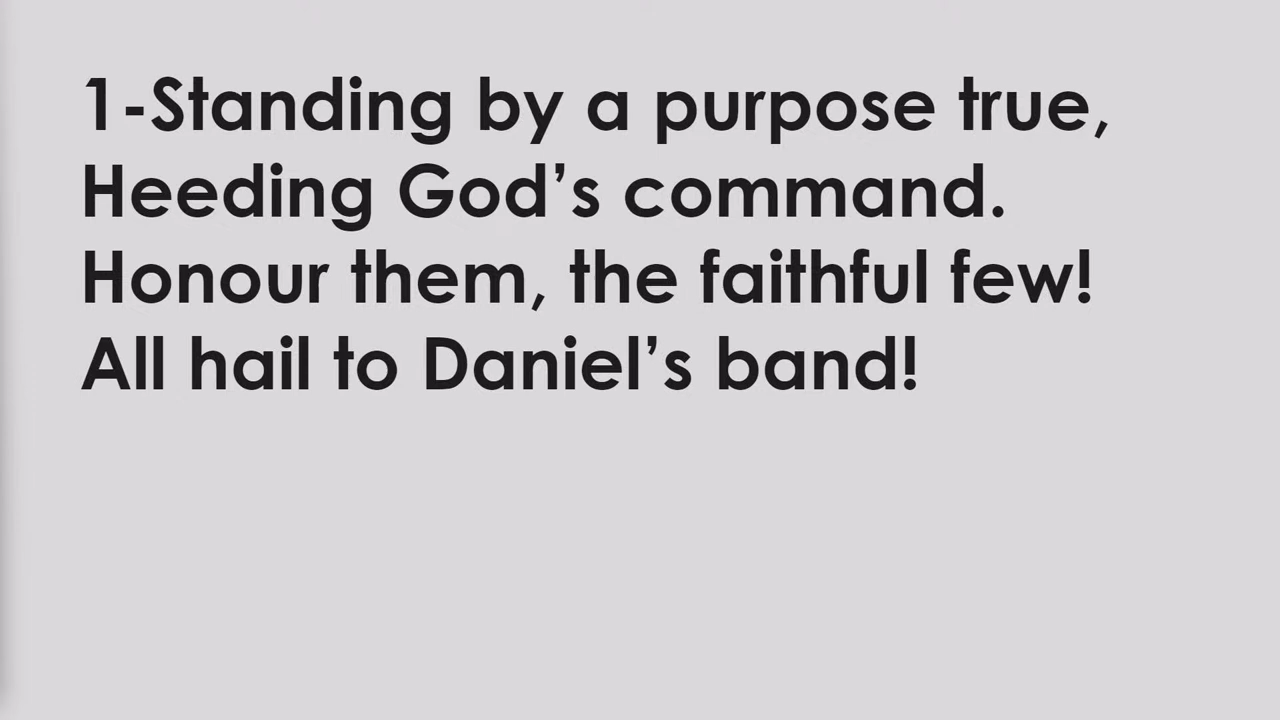 1-Standing by a purpose true,
Heeding God’s command.
Honour them, the faithful few!
All hail to Daniel’s band!